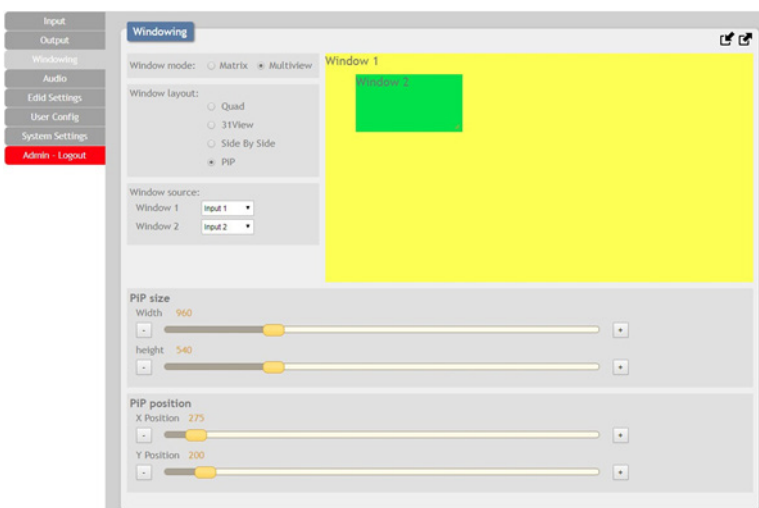 Input
Output
Windowing
Audio
Edid Settings
User Config
System Settings
Admin - Logout
Windowing
Window mode: Matrix Multiview
Window layout:
Quad
31View
Side By Side
PiP
Window source:
Window 1 Input 1
Window 2 Input 2
Window 1
Window 2
PiP size
Width 960
- +
height 540
- +
PiP position
X Position 275
- +
Y Position 200
- +